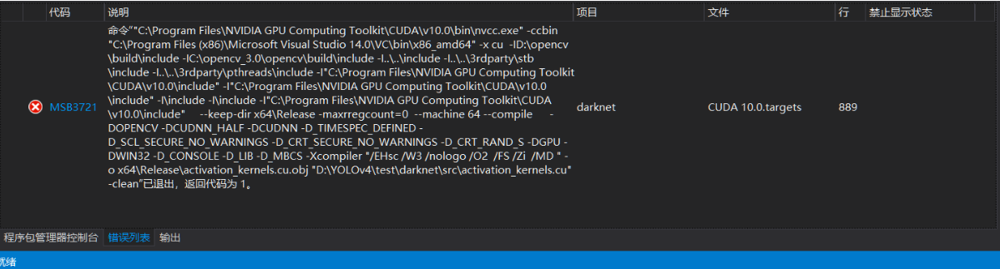 代码 说明 项目 文件 行 禁止显示状态
命令“"C:\Program Files\NVIDIA GPU Computing Toolkit\CUDA\v10.0\bin\nvcc.exe" -ccbin
"C:\Program Files (x86)\Microsoft Visual Studio 14.0\VC\bin\x86_amd64" -x cu -ID:\opencv
\build\include -IC:\opencv_3.0\opencv\build\include -I..\..\include -I..\..\3rdparty\stb
\include -I..\..\3rdparty\pthreads\include -I"C:\Program Files\NVIDIA GPU Computing Toolkit
\CUDA\v10.0\include" -I"C:\Program Files\NVIDIA GPU Computing Toolkit\CUDA\v10.0
\include" -I\include -I\include -I"C:\Program Files\NVIDIA GPU Computing Toolkit\CUDA
MSB3721 \v10.0\include" --keep-dir x64\Release -maxrregcount=0 --machine 64 --compile - darknet CUDA 10.0.targets 889
DOPENCV -DCUDNN_HALF -DCUDNN -D_TIMESPEC_DEFINED -
D_SCL_SECURE_NO_WARNINGS -D_CRT_SECURE_NO_WARNINGS -D_CRT_RAND_S -DGPU -
DWIN32 -D_CONSOLE -D_LIB -D_MBCS -Xcompiler "/EHsc /W3 /nologo /O2 /FS /Zi /MD " -
o x64\Release\activation_kernels.cu.obj "D:\YOLOv4\test\darknet\src\activation_kernels.cu"
-clean”已退出，返回代码为 1。
程序包管理器控制台 错误列表 输出
就绪